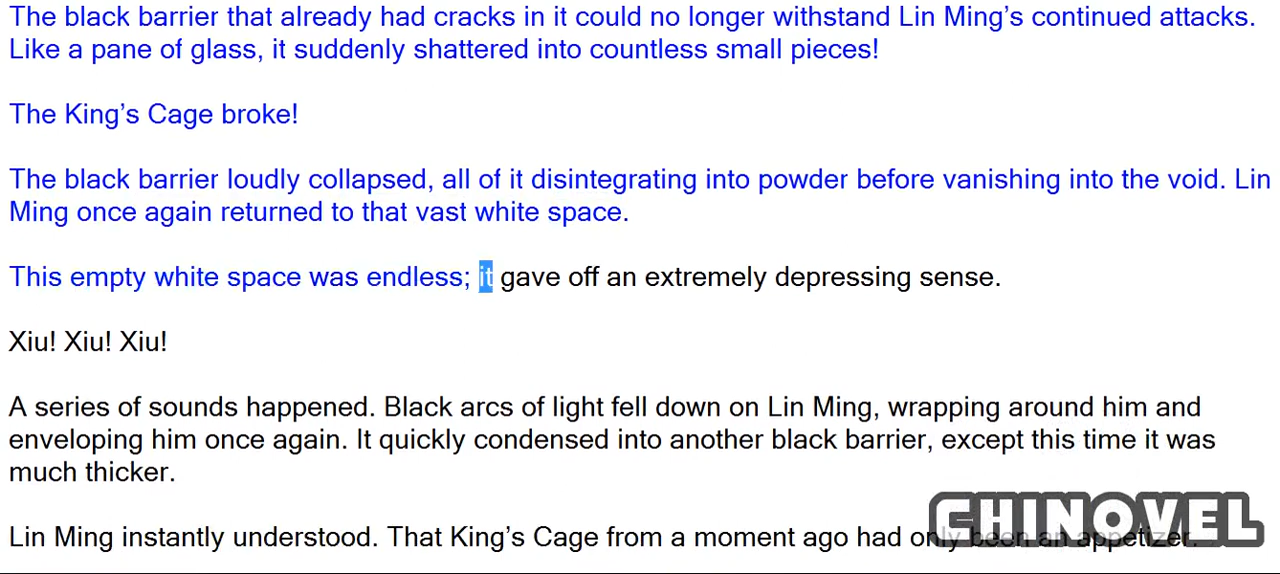 The black barrier that already had cracks in it could no longer withstand Lin Ming’s continued attacks.
Like a pane of glass, it suddenly shattered into countless small pieces!
The King’s Cage broke!
The black barrier loudly collapsed, all of it disintegrating into powder before vanishing into the void. Lin
Ming once again returned to that vast white space.
This empty white space was endless; it gave off an extremely depressing sense.
Xiu! Xiu! Xiu!
A series of sounds happened. Black arcs of light fell down on Lin Ming, wrapping around him and
enveloping him once again. It quickly condensed into another black barrier, except this time it was
much thicker.
Lin Ming instantly understood. That King’s Cage from a moment ago had only been an appetizer.
CHINOVEL